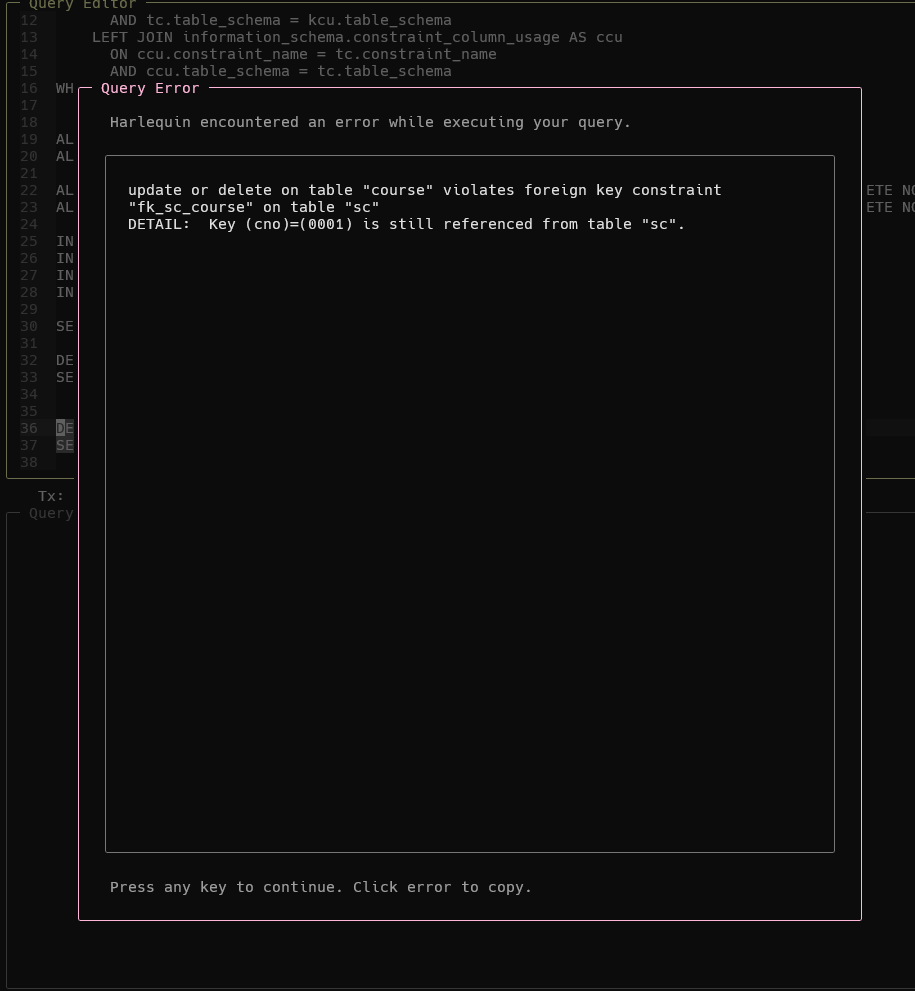 Query Editor
12 AND tc.table_schema = kcu.table_schema
13 LEFT JOIN information_schema.constraint_column_usage AS ccu
14 ON ccu.constraint_name = tc.constraint_name
15 AND ccu.table_schema = tc.table_schema
16 WH
Query Error
17
18
Harlequin encountered an error while executing your query.
19 AL
20 AL
21
22 AL
update or delete on table "course" violates foreign key constraint
ETE NO
23 AL
"fk_sc_course" on table "sc"
ETE NO
24
DETAIL:  Key (cno)=(0001) is still referenced from table "sc".
25 IN
26 IN
27 IN
28 IN
29
30 SE
31
32 DE
33 SE
34
35
36 DE
37 SE
38
Tx:
Query
Press any key to continue. Click error to copy.